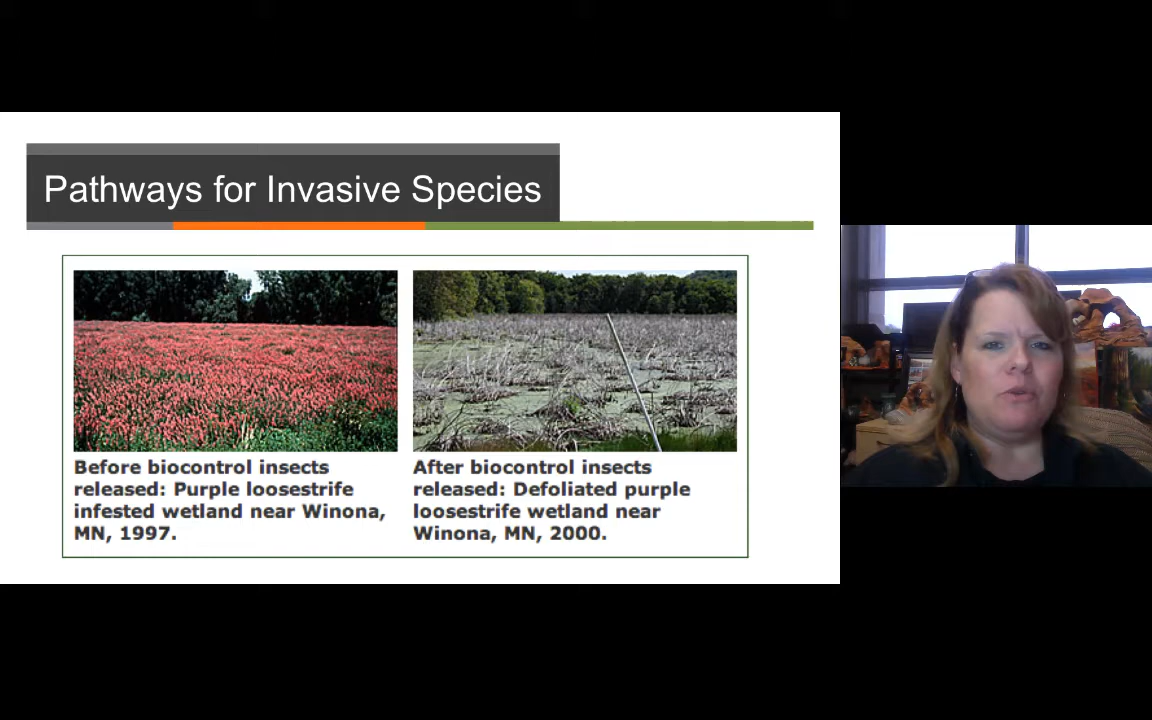 Pathways for Invasive Species
Before biocontrol insects
released: Purple loosestrife
infested wetland near Winona,
MN, 1997.
After biocontrol insects
released: Defoliated purple
loosestrife wetland near
Winona, MN, 2000.